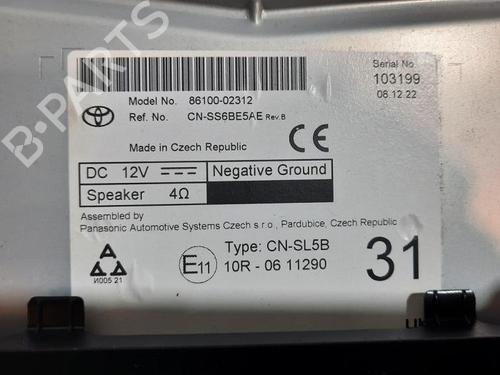 B-PARTS
Serial No
103199
06.12.22
Model No. 86100-02312
Ref. No. CN-SS6BE5AE Rev.B
TOYOTA
Made in Czech Republic
CE
DC 12V
Negative Ground
Speaker 4Ω
Assembled by
Panasonic Automotive Systems Czech s.r.o., Pardubice, Czech Republic
Type: CN-SL5B
E11
10R - 06 11290
31
И005 21